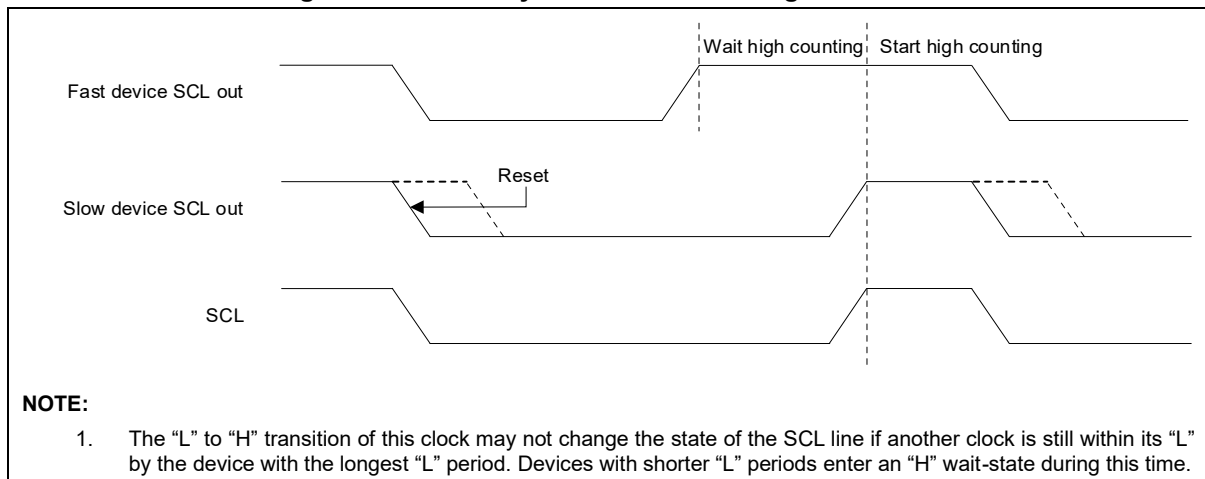 Wait high counting Start high counting
Fast device SCL out
Reset
Slow device SCL out
SCL
NOTE:
1. The “L” to “H” transition of this clock may not change the state of the SCL line if another clock is still within its “L”
by the device with the longest “L” period. Devices with shorter “L” periods enter an “H” wait-state during this time.